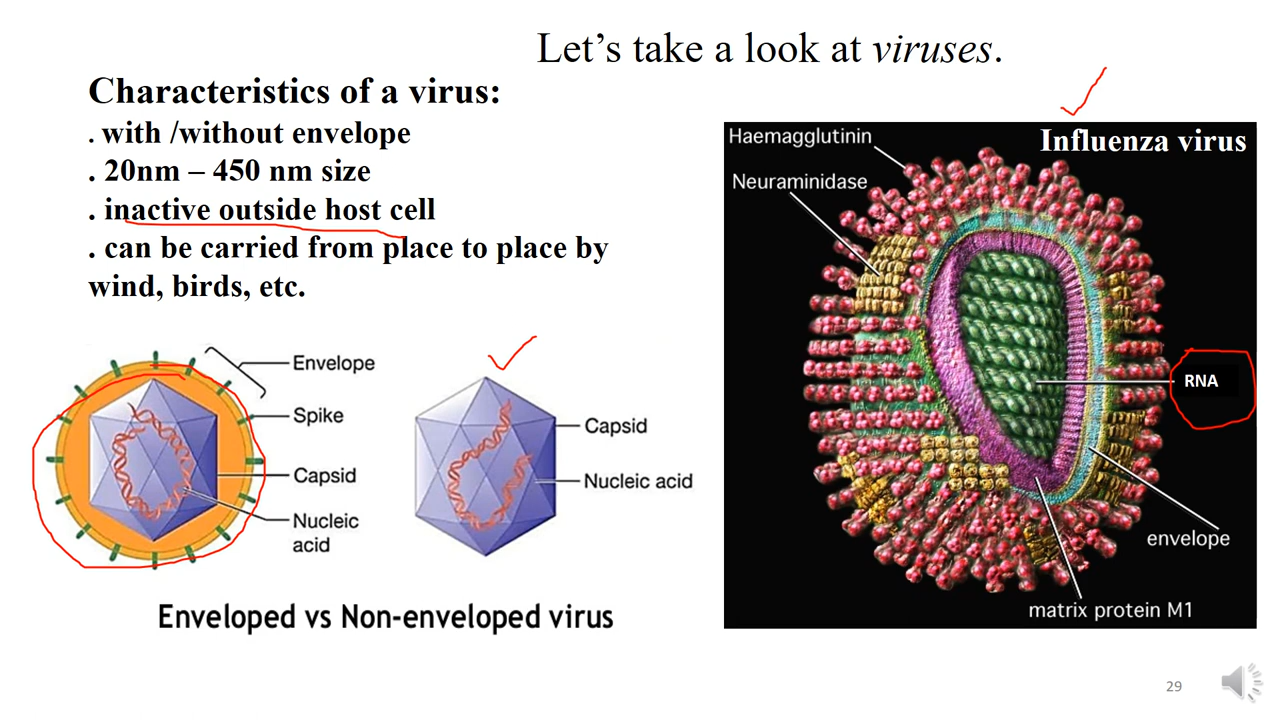 Let's take a look at viruses.
Characteristics of a virus:
. with /without envelope
. 20nm – 450 nm size
. inactive outside host cell
. can be carried from place to place by
wind, birds, etc.
Envelope
Spike
Capsid
Nucleic
acid
Capsid
Nucleic acid
Enveloped vs Non-enveloped virus
Influenza virus
Haemagglutinin
Neuraminidase
RNA
envelope
matrix protein M1
29